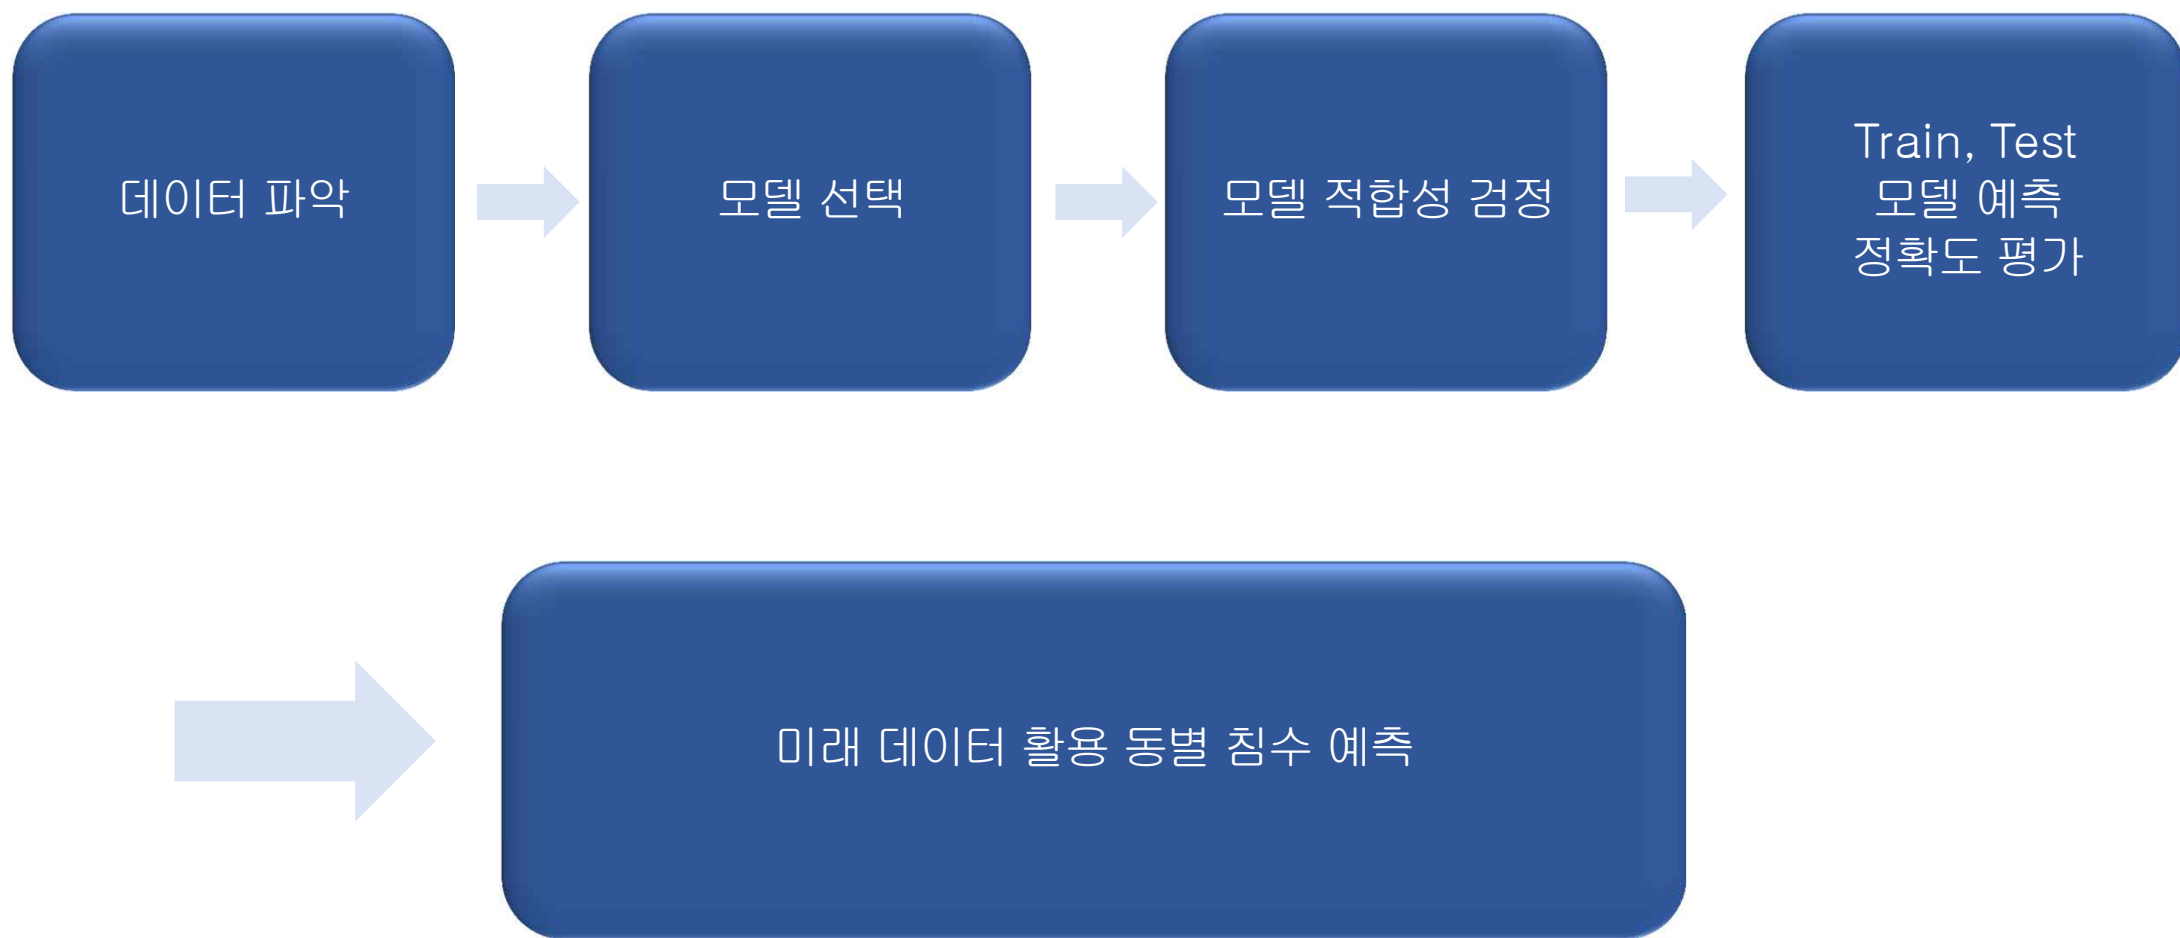 데이터 파악
모델 선택
모델 적합성 검정
Train, Test
모델 예측
정확도 평가
미래 데이터 활용 동별 침수 예측